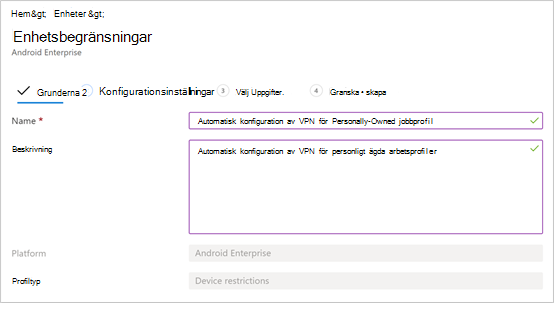 Hem&gt; Enheter &gt;
Enhetsbegränsningar
Android Enterprise
Grunderna 2 Konfigurationsinställningar 3 Välj Uppgifter. 4 Granska • skapa
Name * Automatisk konfiguration av VPN för Personally-Owned jobbprofil
Beskrivning Automatisk konfiguration av VPN för personligt ägda arbetsprofiler
Platform Android Enterprise
Profiltyp Device restrictions